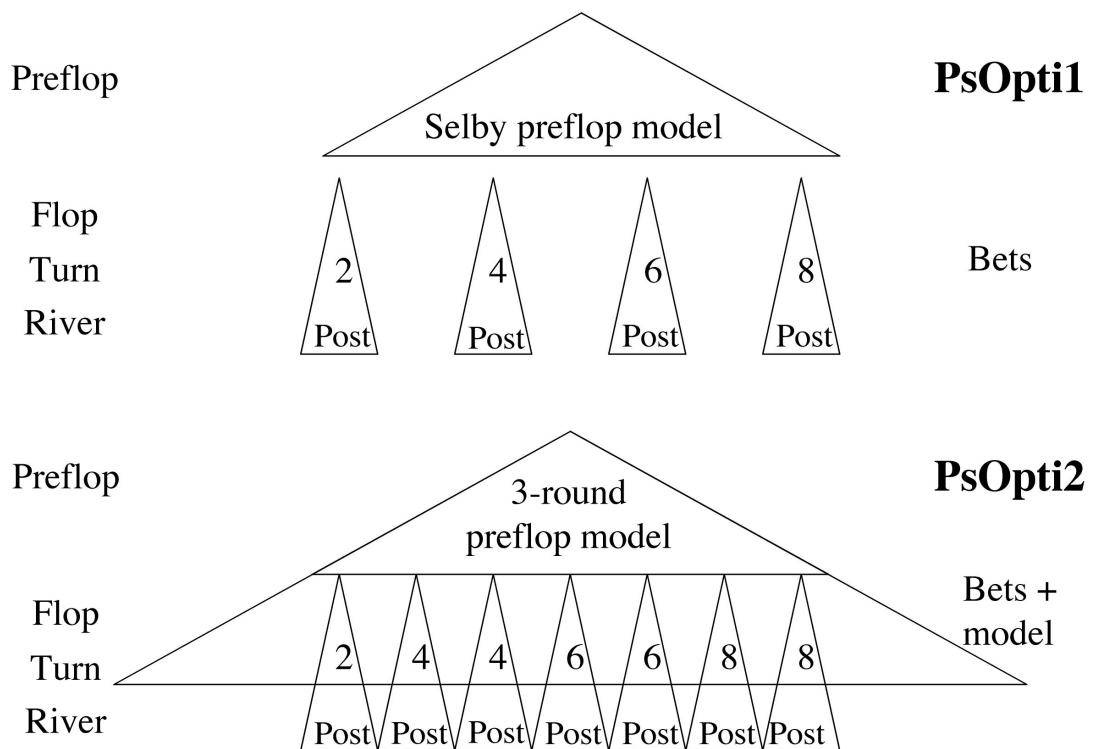 Preflop
PsOpti1
Selby preflop model
Flop
Turn
River
2 4 6 8
Bets
Post Post Post Post
Preflop
PsOpti2
3-round
preflop model
Flop
Turn
River
Bets +
model
2 4 4 6 6 8 8
Post Post Post Post Post Post Post